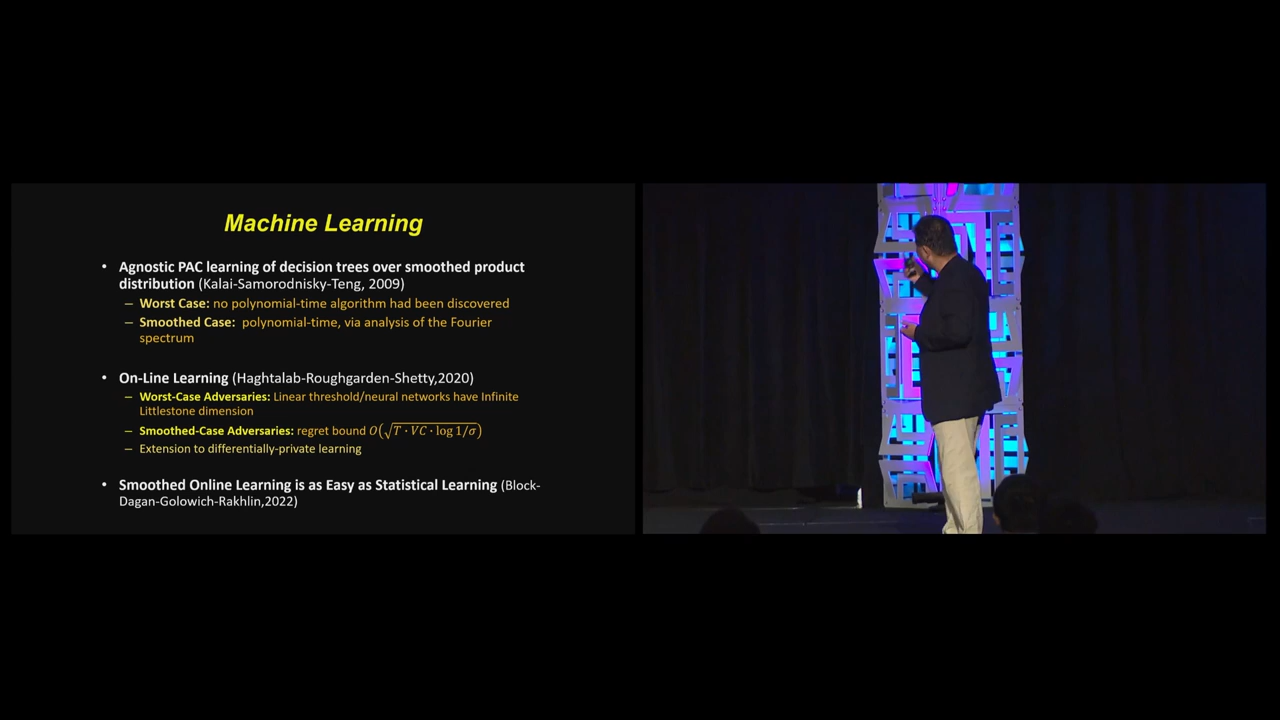 Machine Learning
• Agnostic PAC learning of decision trees over smoothed product
distribution (Kalai-Samorodnisky-Teng, 2009)
– Worst Case: no polynomial-time algorithm had been discovered
– Smoothed Case: polynomial-time, via analysis of the Fourier
spectrum
• On-Line Learning (Haghtalab-Roughgarden-Shetty,2020)
– Worst-Case Adversaries: Linear threshold/neural networks have Infinite
Littlestone dimension
– Smoothed-Case Adversaries: regret bound O(√T · VC · log 1/σ)
– Extension to differentially-private learning
• Smoothed Online Learning is as Easy as Statistical Learning (Block-
Dagan-Golowich-Rakhlin,2022)